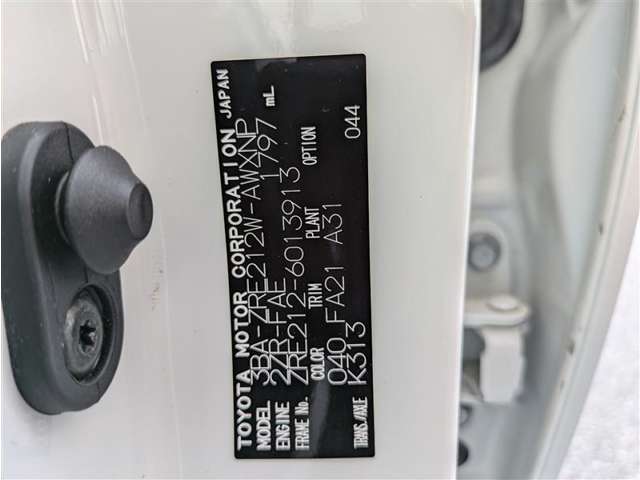 TOYOTA MOTOR CORPORATION JAPAN
MODEL 3BA-ZRE212W-AWXNP
ENGINE 2ZR-FAE 1797 mL
FRAME No. ZRE212-6013913
COLOR TRIM PLANT OPTION
040 FA21 A31 044
TRANS/AXLE K313